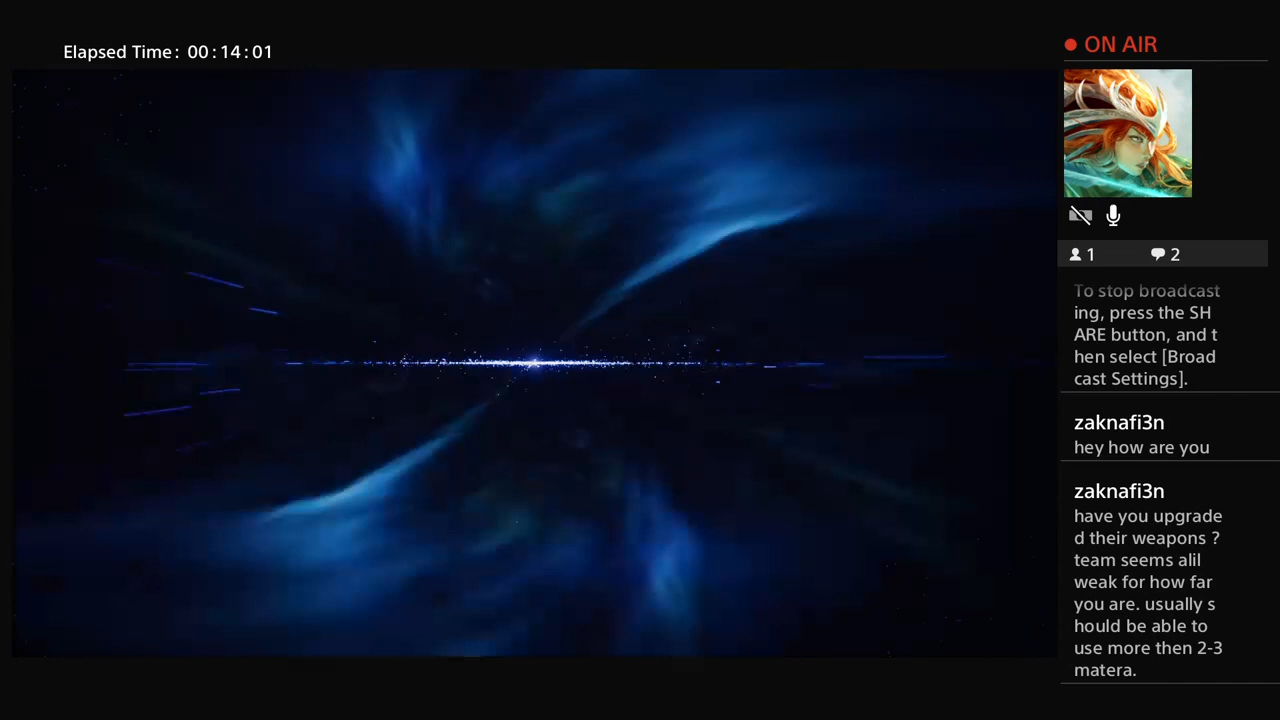 Elapsed Time: 00:14:01
ON AIR
1 2
To stop broadcast
ing, press the SH
ARE button, and t
hen select [Broad
cast Settings].
zaknafi3n
hey how are you
zaknafi3n
have you upgrade
d their weapons ?
team seems alil
weak for how far
you are. usually s
hould be able to
use more then 2-3
matera.